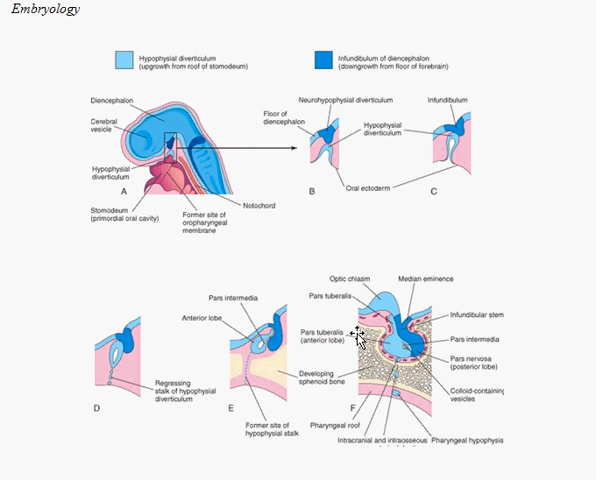 Embryology
Hypophysial diverticulum
(upgrowth from roof of stomodeum)
Infundibulum of diencephalon
(downgrowth from floor of forebrain)
Diencephalon
Cerebral
vesicle
Hypophysial
diverticulum
A
Stomodeum
(primordial oral cavity)
Former site of
oropharyngeal
membrane
Notochord
Neurohypophysial diverticulum
Floor of
diencephalon
Hypophysial
diverticulum
Infundibulum
B
Oral ectoderm
C
Regressing
stalk of hypophysial
diverticulum
D
Pars intermedia
Anterior lobe
E
Former site of
hypophysial stalk
Developing
sphenoid bone
Optic chiasm
Median eminence
Pars tuberalis
Pars tuberalis
(anterior lobe)
Infundibular stem
Pars intermedia
Pars nervosa
(posterior lobe)
Colloid-containing
vesicles
F
Pharyngeal roof
Intracranial and intraosseous
Pharyngeal hypophysis